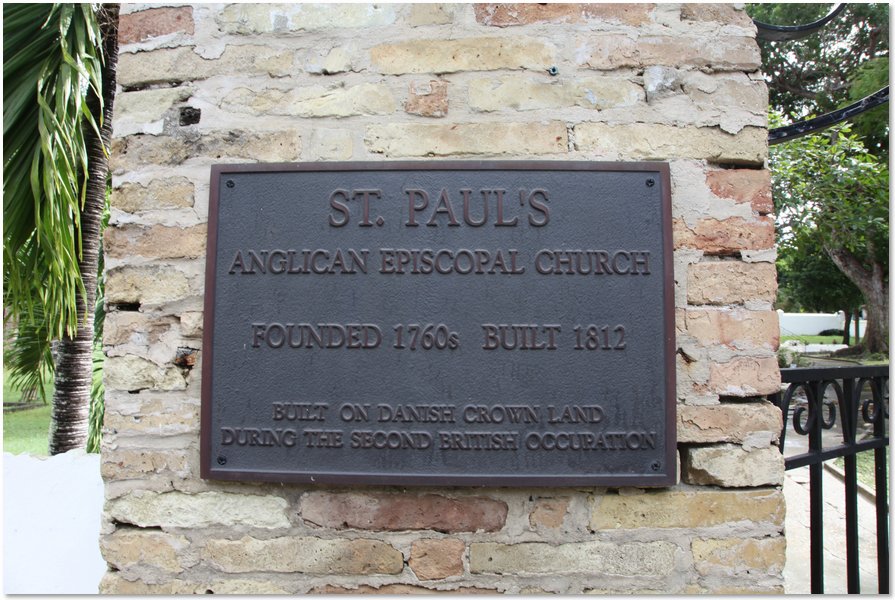 ST. PAUL'S
ANGLICAN EPISCOPAL CHURCH
FOUNDED 1760s BUILT 1812
BUILT ON DANISH CROWN LAND
DURING THE SECOND BRITISH OCCUPATION